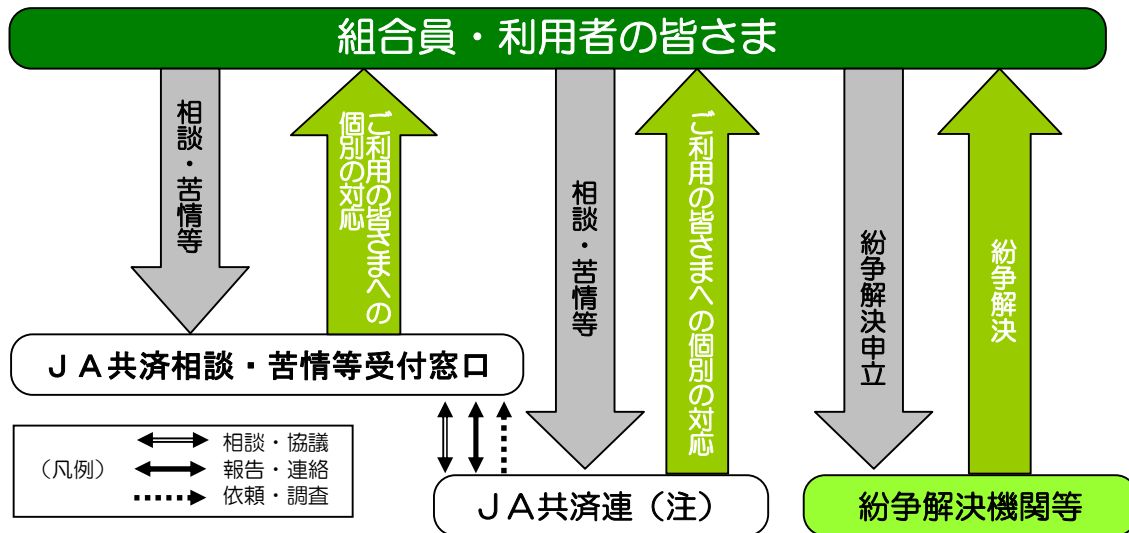 組合員・利用者の皆さま
相談・苦情等
ご利用の皆さまへの
個別の対応
相談・苦情等
ご利用の皆さまへの個別の対応
紛争解決申立
紛争解決
JA共済相談・苦情等受付窓口
(凡例)
相談・協議
報告・連絡
依頼・調査
JA共済連(注)
紛争解決機関等